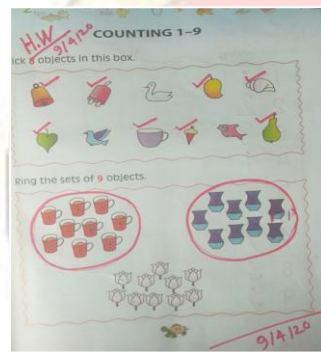 H.W
9/4/20
COUNTING 1–9
ick 8 objects in this box.
Ring the sets of 9 objects.
9/4/20